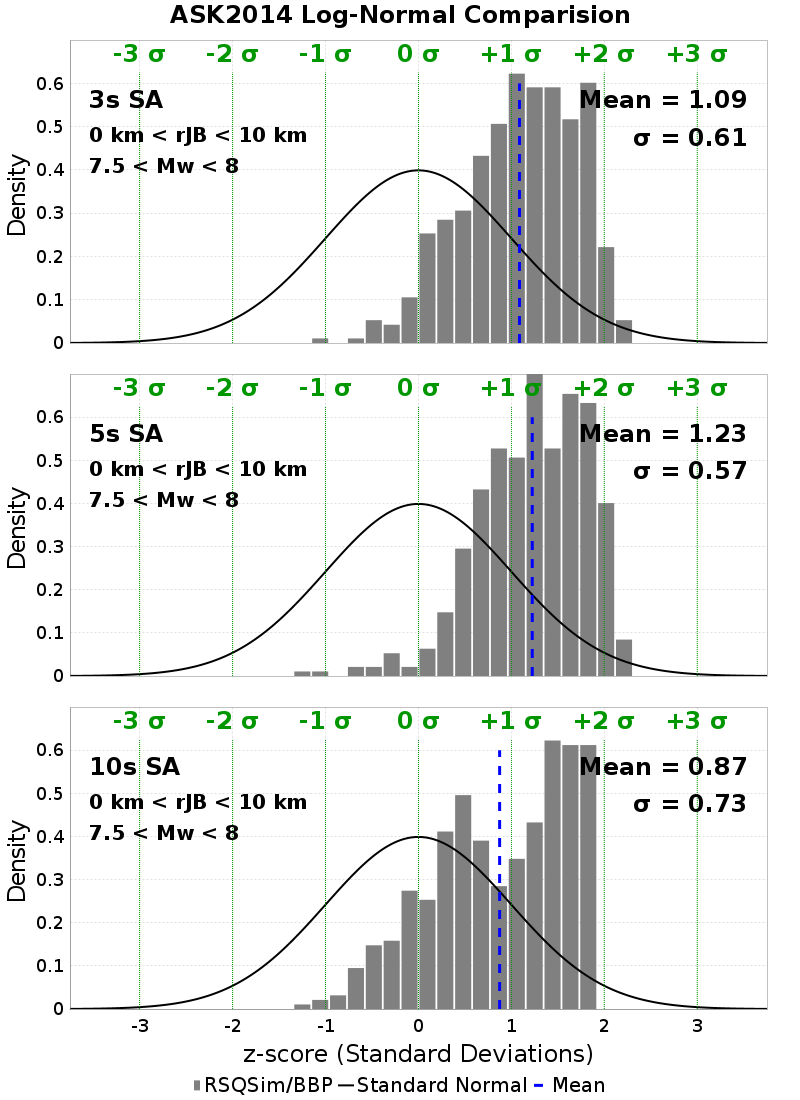 ASK2014 Log-Normal Comparision
-3 σ -2 σ -1 σ 0 σ +1 σ +2 σ +3 σ
3s SA
0 km < rJB < 10 km
7.5 < Mw < 8
Mean = 1.09
σ = 0.61
Density
0.6
0.5
0.4
0.3
0.2
0.1
0
-3 σ -2 σ -1 σ 0 σ +1 σ +2 σ +3 σ
5s SA
0 km < rJB < 10 km
7.5 < Mw < 8
Mean = 1.23
σ = 0.57
Density
0.6
0.5
0.4
0.3
0.2
0.1
0
-3 σ -2 σ -1 σ 0 σ +1 σ +2 σ +3 σ
10s SA
0 km < rJB < 10 km
7.5 < Mw < 8
Mean = 0.87
σ = 0.73
Density
0.6
0.5
0.4
0.3
0.2
0.1
0
-3 -2 -1 0 1 2 3
z-score (Standard Deviations)
RSQSim/BBP Standard Normal Mean